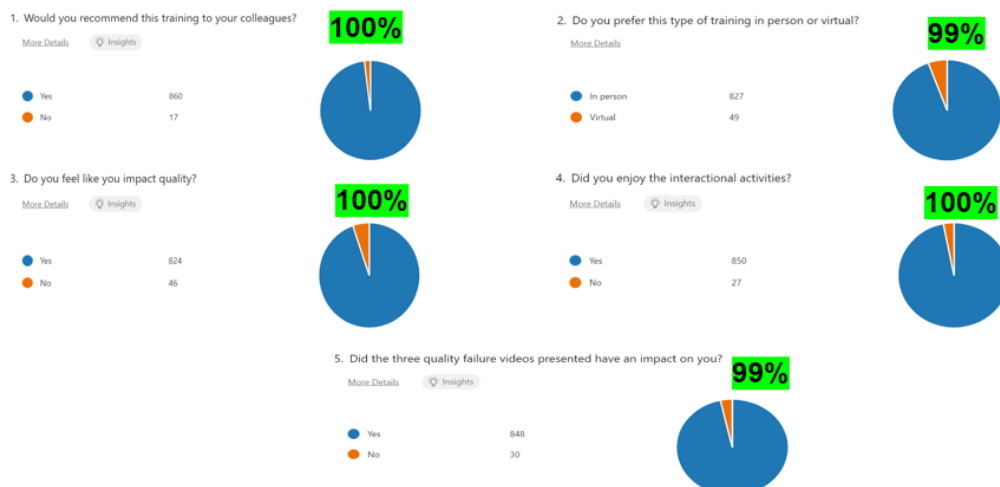 1. Would you recommend this training to your colleagues?
100%
More Details Insights
Yes 860
No 17
2. Do you prefer this type of training in person or virtual?
99%
More Details
In person 827
Virtual 49
3. Do you feel like you impact quality?
100%
More Details Insights
Yes 824
No 46
4. Did you enjoy the interactional activities?
100%
More Details Insights
Yes 850
No 27
5. Did the three quality failure videos presented have an impact on you?
99%
More Details Insights
Yes 848
No 30